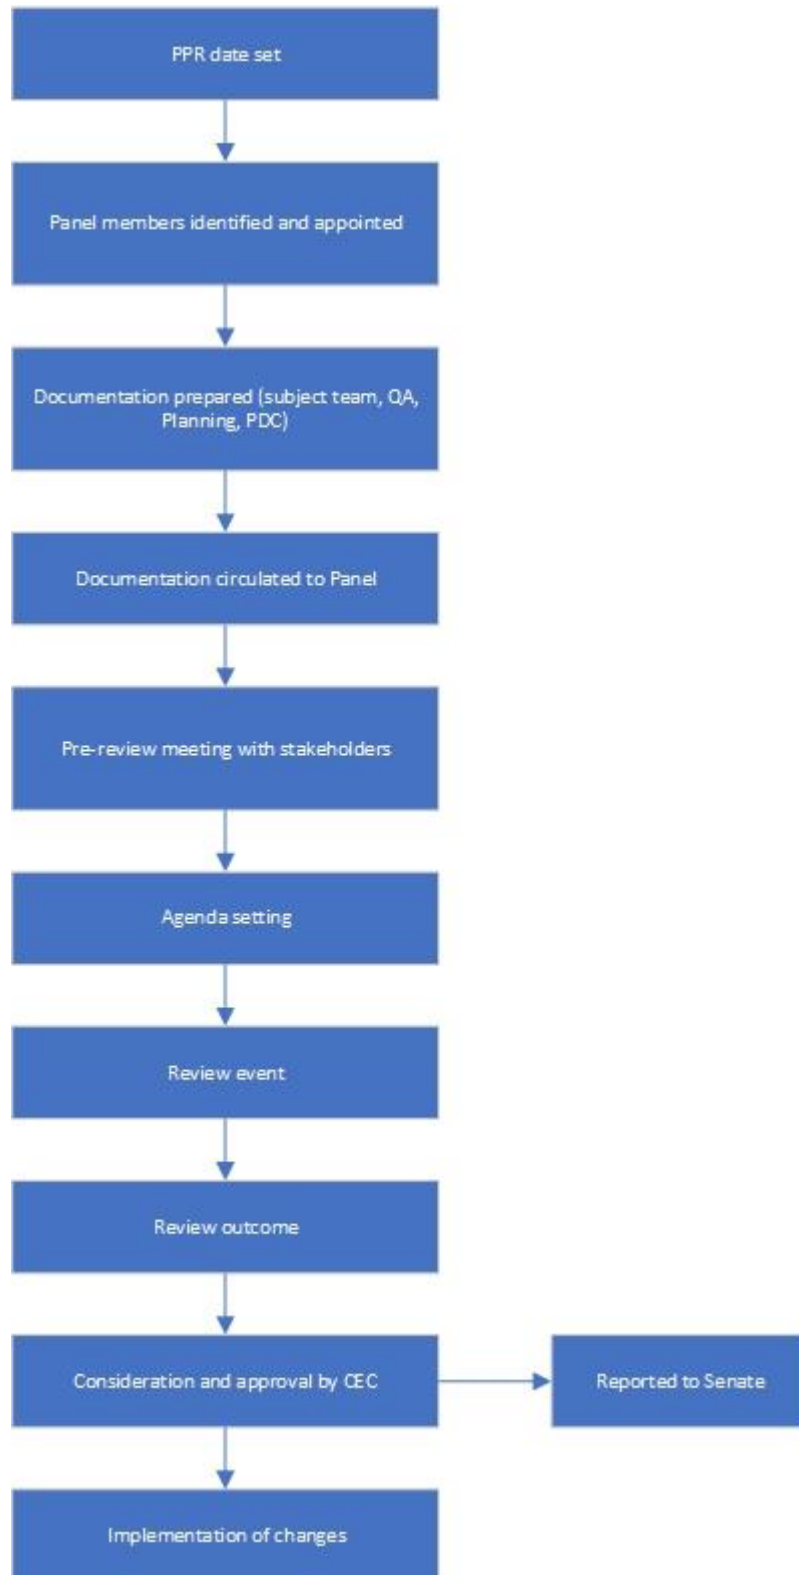 PPR date set
Panel members identified and appointed
Documentation prepared (subject team, QA,
Planning, PDC)
Documentation circulated to Panel
Pre-review meeting with stakeholders
Agenda setting
Review event
Review outcome
Consideration and approval by CEC
Reported to Senate
Implementation of changes